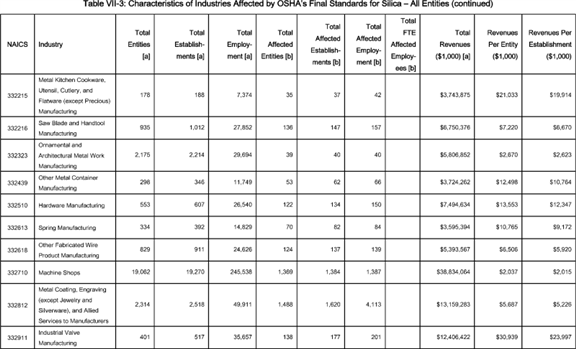 Table VII-3: Characteristics of Industries Affected by OSHA's Final Standards for Silica – All Entities (continued)
NAICS Industry Total Entities [a] Total Establish- ments [a] Total Employ- ment [a] Total Affected Entities [b] Total Affected Establish- ments [b] Total Affected Employ- ment [b] Total FTE Affected Employ- ees [b] Total Revenues ($1,000) [a] Revenues Per Entity ($1,000) Revenues Per Establishment ($1,000)
332215 Metal Kitchen Cookware, Utensil, Cutlery, and Flatware (except Precious) Manufacturing 178 188 7,374 35 37 42 $3,743,875 $21,033 $19,914
332216 Saw Blade and Handtool Manufacturing 935 1,012 27,852 136 147 157 $6,750,376 $7,220 $6,670
332323 Ornamental and Architectural Metal Work Manufacturing 2,175 2,214 29,694 39 40 40 $5,806,852 $2,670 $2,623
332439 Other Metal Container Manufacturing 298 346 11,749 53 62 66 $3,724,262 $12,498 $10,764
332510 Hardware Manufacturing 553 607 26,540 122 134 150 $7,494,634 $13,553 $12,347
332613 Spring Manufacturing 334 392 14,829 70 82 84 $3,595,394 $10,765 $9,172
332618 Other Fabricated Wire Product Manufacturing 829 911 24,626 124 137 139 $5,393,567 $6,506 $5,920
332710 Machine Shops 19,062 19,270 245,538 1,369 1,384 1,387 $38,834,064 $2,037 $2,015
332812 Metal Coating, Engraving (except Jewelry and Silverware), and Allied Services to Manufacturers 2,314 2,518 49,911 1,488 1,620 4,113 $13,159,283 $5,687 $5,226
332911 Industrial Valve Manufacturing 401 517 35,657 138 177 201 $12,406,422 $30,939 $23,997